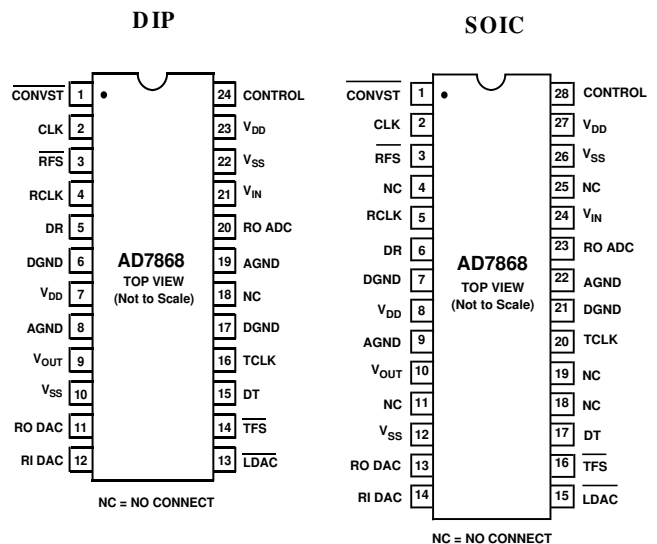 DIP
CONVST 1 24 CONTROL
CLK 2 23 VDD
RFS 3 22 VSS
RCLK 4 21 VIN
DR 5 20 RO ADC
DGND 6 19 AGND
VDD 7 18 NC
AGND 8 17 DGND
VOUT 9 16 TCLK
VSS 10 15 DT
RO DAC 11 14 TFS
RI DAC 12 13 LDAC
AD7868
TOP VIEW
(Not to Scale)
NC = NO CONNECT
SOIC
CONVST 1 28 CONTROL
CLK 2 27 VDD
RFS 3 26 VSS
NC 4 25 NC
RCLK 5 24 VIN
DR 6 23 RO ADC
DGND 7 22 AGND
VDD 8 21 DGND
AGND 9 20 TCLK
VOUT 10 19 NC
NC 11 18 NC
VSS 12 17 DT
RO DAC 13 16 TFS
RI DAC 14 15 LDAC
AD7868
TOP VIEW
(Not to Scale)
NC = NO CONNECT